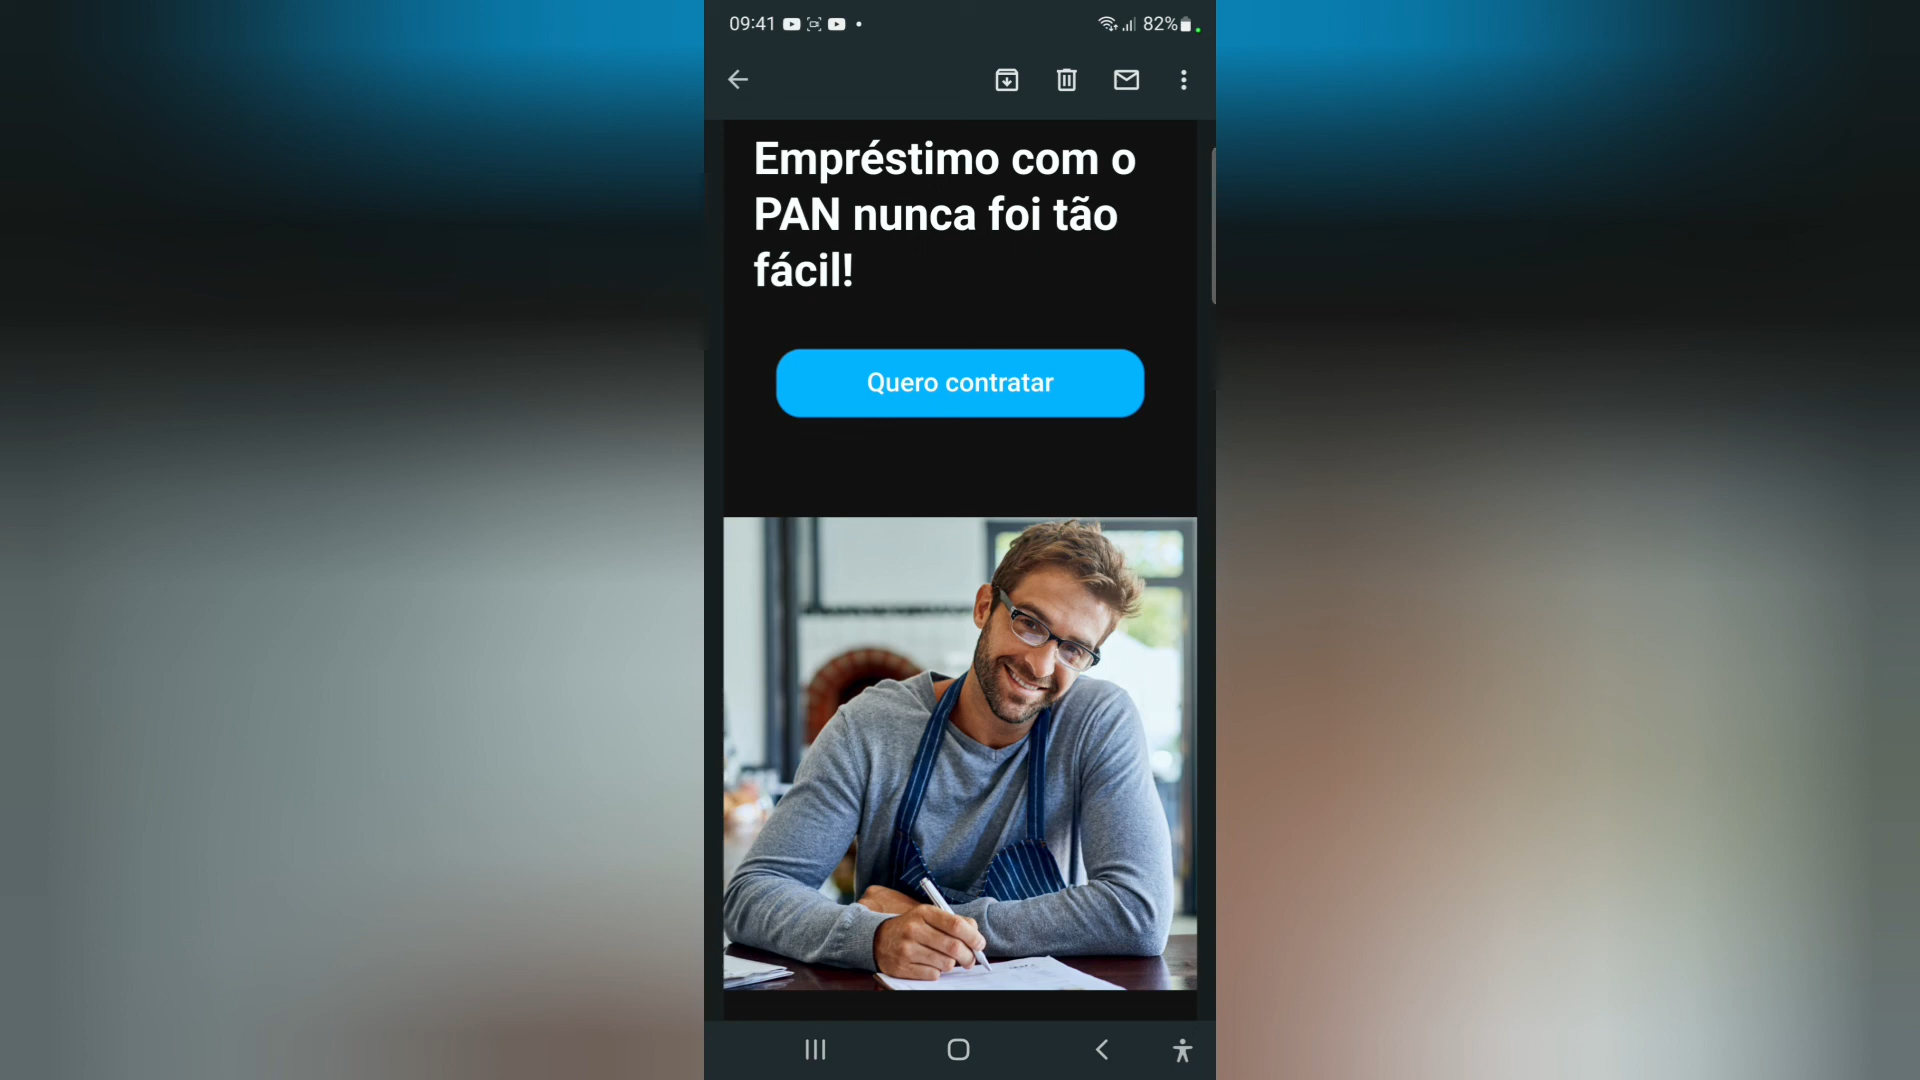 09:41
82%
Empréstimo com o
PAN nunca foi tão
fácil!
Quero contratar